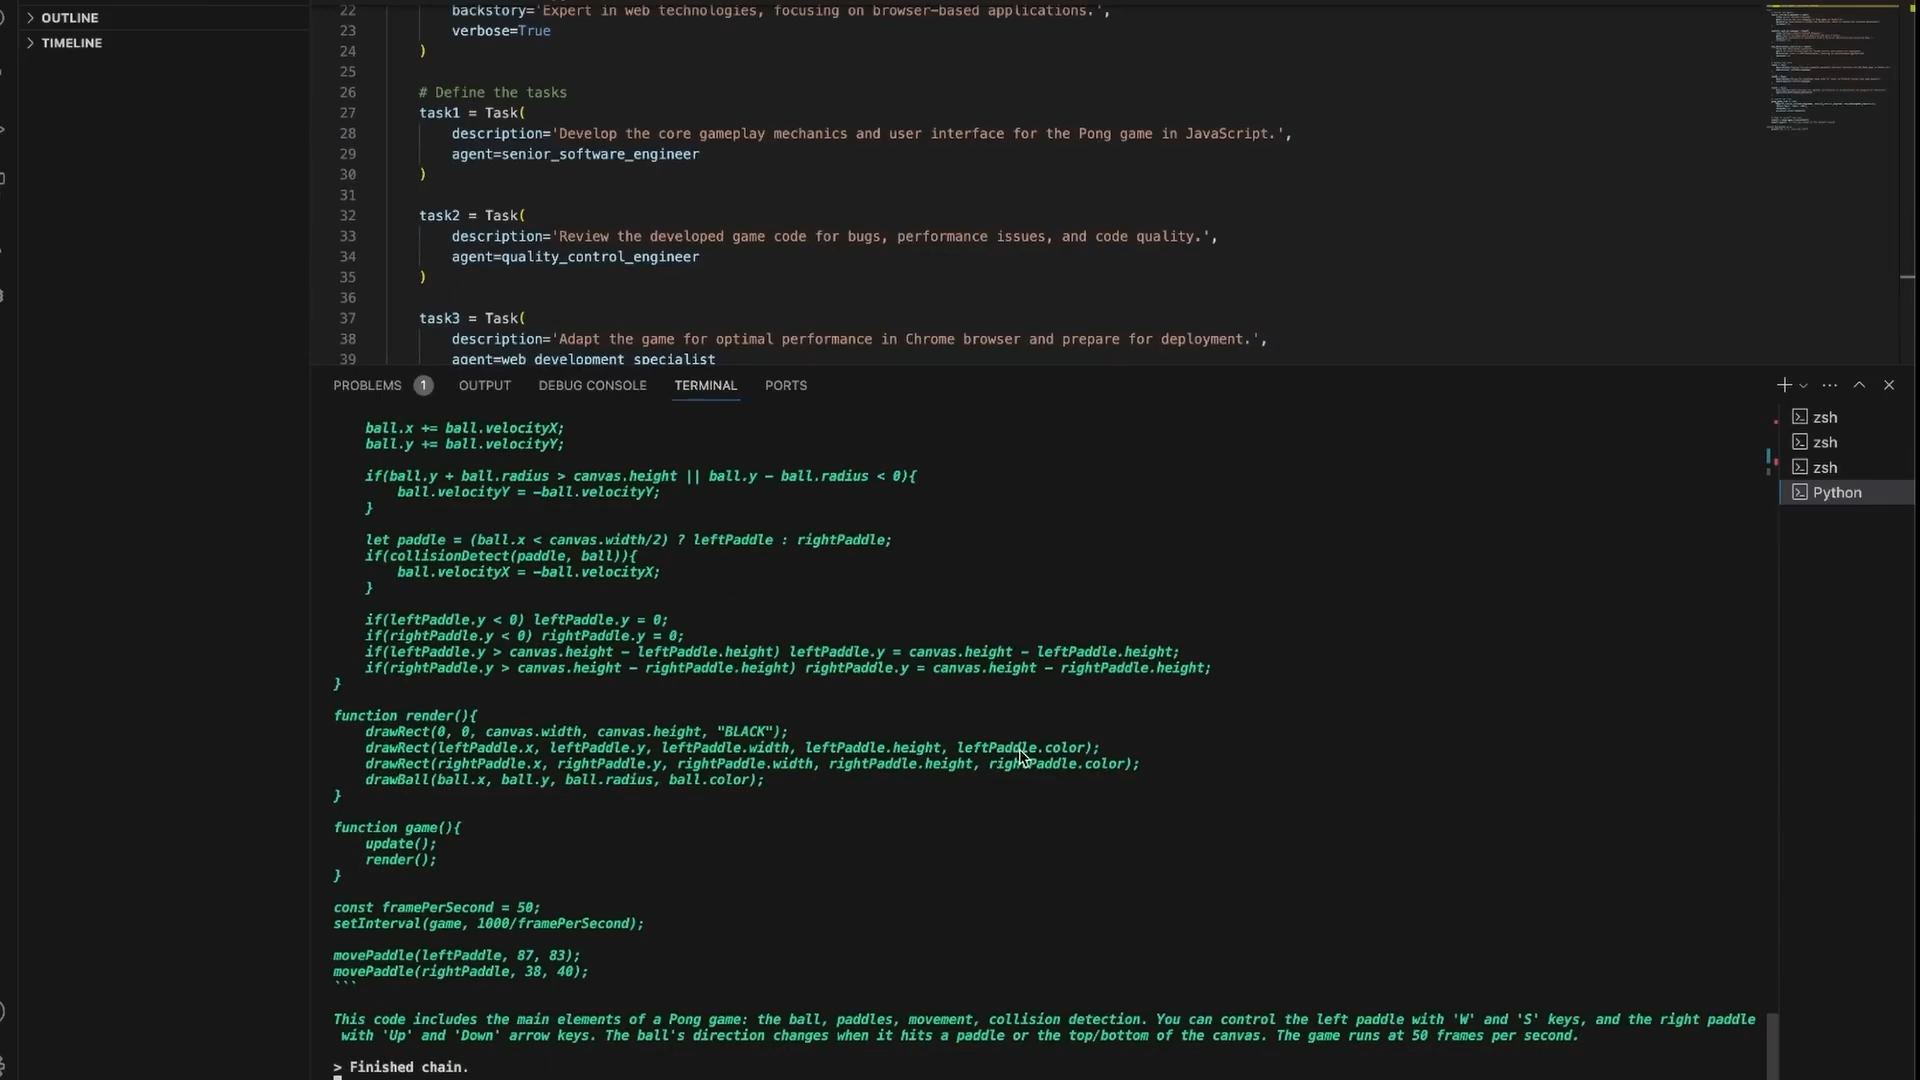 OUTLINE
TIMELINE
22 backstory='Expert in web technologies, focusing on browser-based applications.',
23 verbose=True
24 )
25
26 # Define the tasks
27 task1 = Task(
28 description='Develop the core gameplay mechanics and user interface for the Pong game in JavaScript.',
29 agent=senior_software_engineer
30 )
31
32 task2 = Task(
33 description='Review the developed game code for bugs, performance issues, and code quality.',
34 agent=quality_control_engineer
35 )
36
37 task3 = Task(
38 description='Adapt the game for optimal performance in Chrome browser and prepare for deployment.',
39 agent=web_development_specialist
PROBLEMS 1 OUTPUT DEBUG CONSOLE TERMINAL PORTS
ball.x += ball.velocityX;
ball.y += ball.velocityY;
if(ball.y + ball.radius > canvas.height || ball.y - ball.radius < 0){
ball.velocityY = -ball.velocityY;
}
let paddle = (ball.x < canvas.width/2) ? leftPaddle : rightPaddle;
if(collisionDetect(paddle, ball)){
ball.velocityX = -ball.velocityX;
}
if(leftPaddle.y < 0) leftPaddle.y = 0;
if(rightPaddle.y < 0) rightPaddle.y = 0;
if(leftPaddle.y > canvas.height - leftPaddle.height) leftPaddle.y = canvas.height - leftPaddle.height;
if(rightPaddle.y > canvas.height - rightPaddle.height) rightPaddle.y = canvas.height - rightPaddle.height;
}
function render(){
drawRect(0, 0, canvas.width, canvas.height, "BLACK");
drawRect(leftPaddle.x, leftPaddle.y, leftPaddle.width, leftPaddle.height, leftPaddle.color);
drawRect(rightPaddle.x, rightPaddle.y, rightPaddle.width, rightPaddle.height, rightPaddle.color);
drawBall(ball.x, ball.y, ball.radius, ball.color);
}
function game(){
update();
render();
}
const framePerSecond = 50;
setInterval(game, 1000/framePerSecond);
movePaddle(leftPaddle, 87, 83);
movePaddle(rightPaddle, 38, 40);
```
This code includes the main elements of a Pong game: the ball, paddles, movement, collision detection. You can control the left paddle with 'W' and 'S' keys, and the right paddle
with 'Up' and 'Down' arrow keys. The ball's direction changes when it hits a paddle or the top/bottom of the canvas. The game runs at 50 frames per second.
> Finished chain.
zsh
zsh
zsh
Python